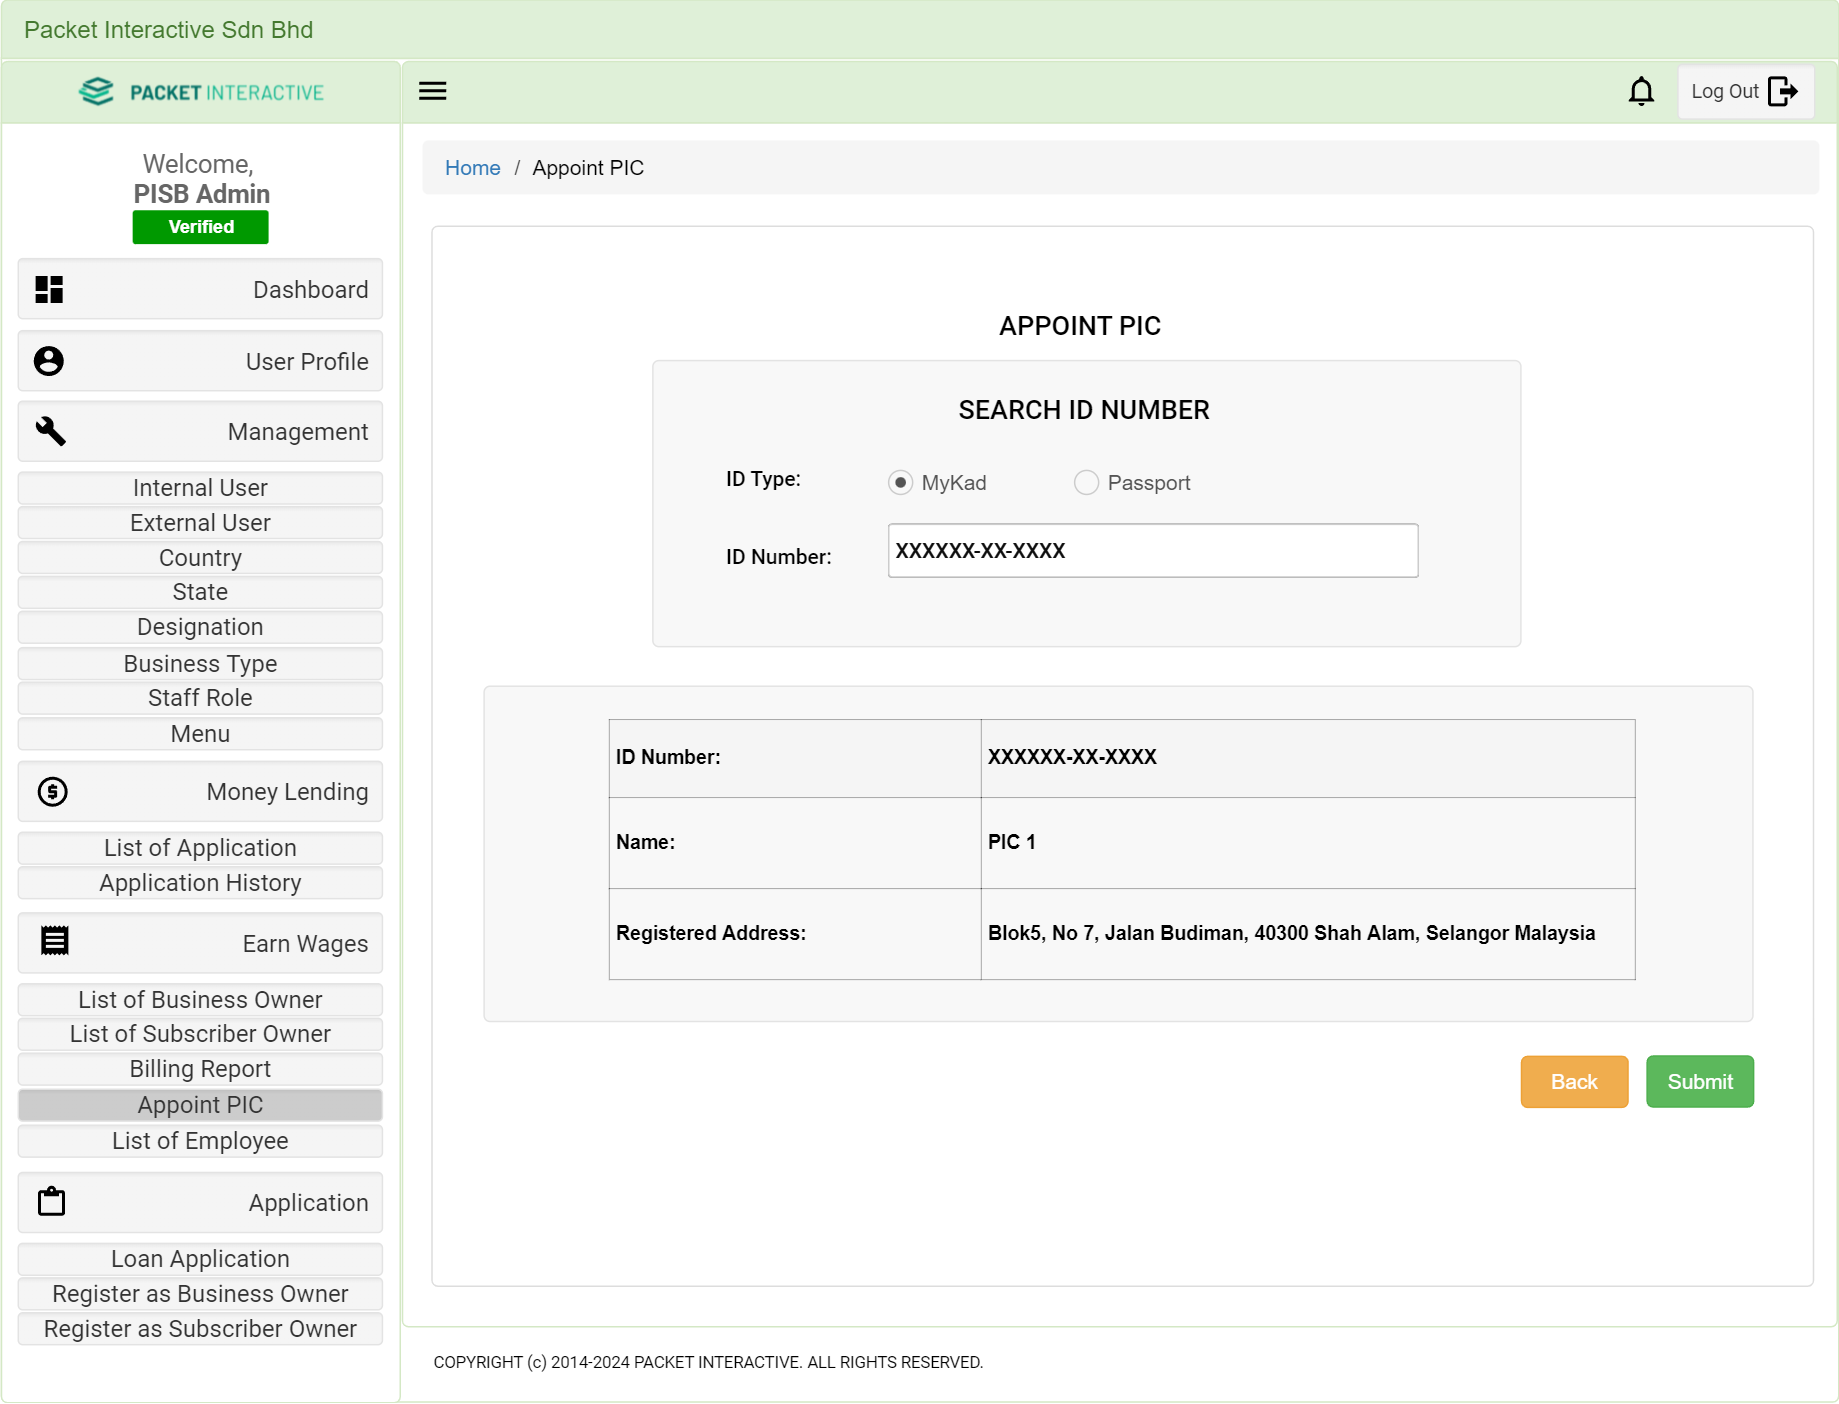 Packet Interactive Sdn Bhd
PACKET INTERACTIVE
Log Out
Welcome,
PISB Admin
Verified
Dashboard
User Profile
Management
Internal User
External User
Country
State
Designation
Business Type
Staff Role
Menu
Money Lending
List of Application
Application History
Earn Wages
List of Business Owner
List of Subscriber Owner
Billing Report
Appoint PIC
List of Employee
Application
Loan Application
Register as Business Owner
Register as Subscriber Owner
Home / Appoint PIC
APPOINT PIC
SEARCH ID NUMBER
ID Type: MyKad Passport
ID Number: XXXXXX-XX-XXXX
ID Number: XXXXXX-XX-XXXX
Name: PIC 1
Registered Address: Blok5, No 7, Jalan Budiman, 40300 Shah Alam, Selangor Malaysia
Back Submit
COPYRIGHT (c) 2014-2024 PACKET INTERACTIVE. ALL RIGHTS RESERVED.